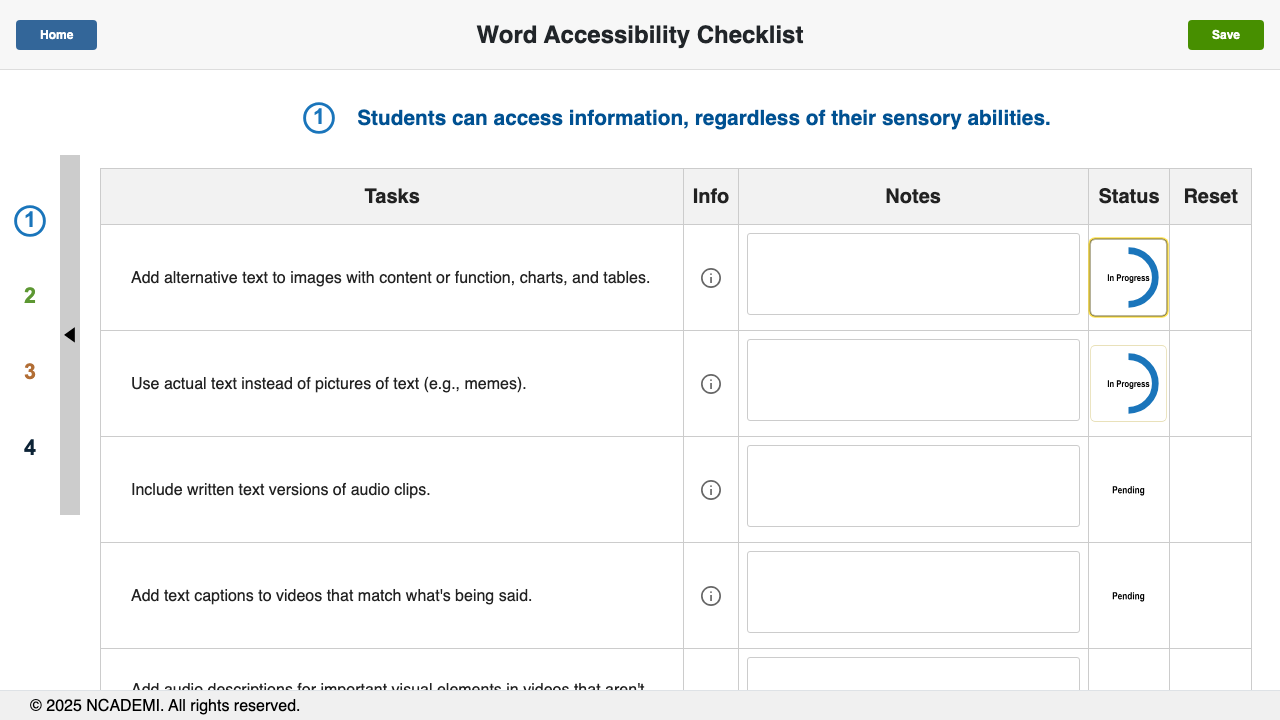 Home
Word Accessibility Checklist
Save
1 Students can access information, regardless of their sensory abilities.
1
2
3
4
Tasks Info Notes Status Reset
Add alternative text to images with content or function, charts, and tables. In Progress
Use actual text instead of pictures of text (e.g., memes). In Progress
Include written text versions of audio clips. Pending
Add text captions to videos that match what's being said. Pending
Add audio descriptions for important visual elements in videos that aren't
© 2025 NCADEMI. All rights reserved.